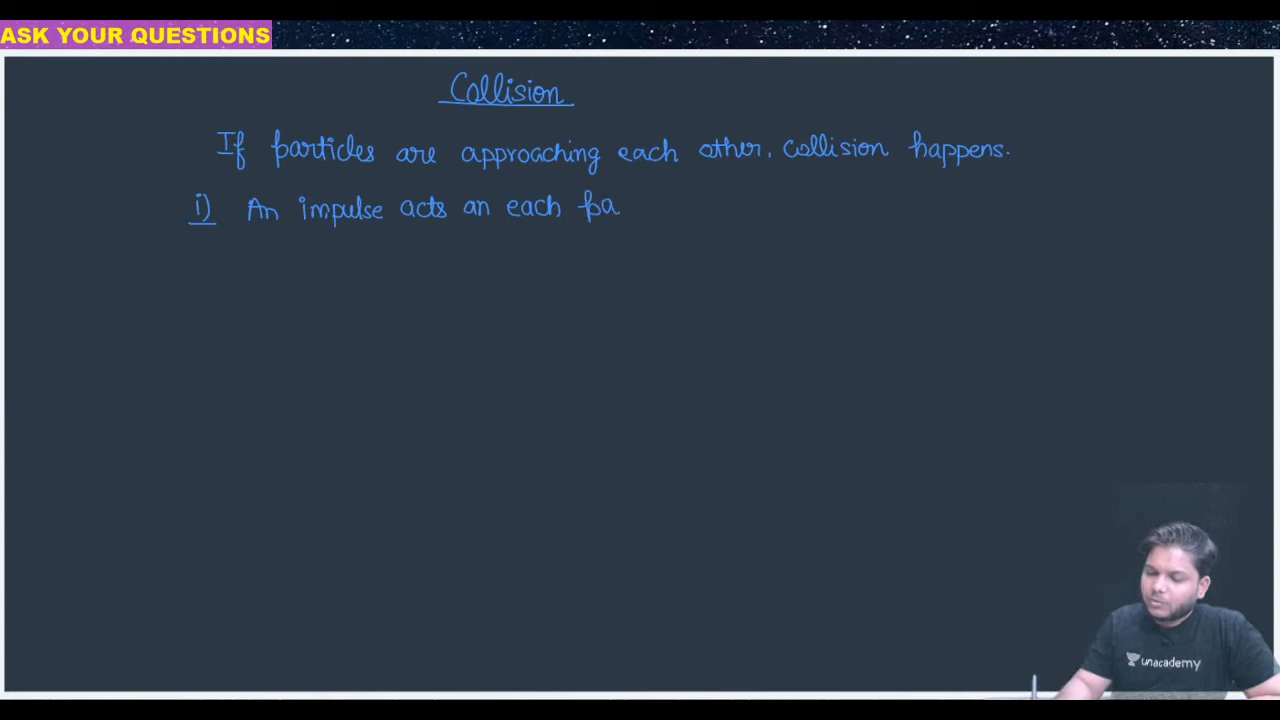 ASK YOUR QUESTIONS
Collision
If particles are approaching each other, collision happens.
i) An impulse acts an each pa
unacademy